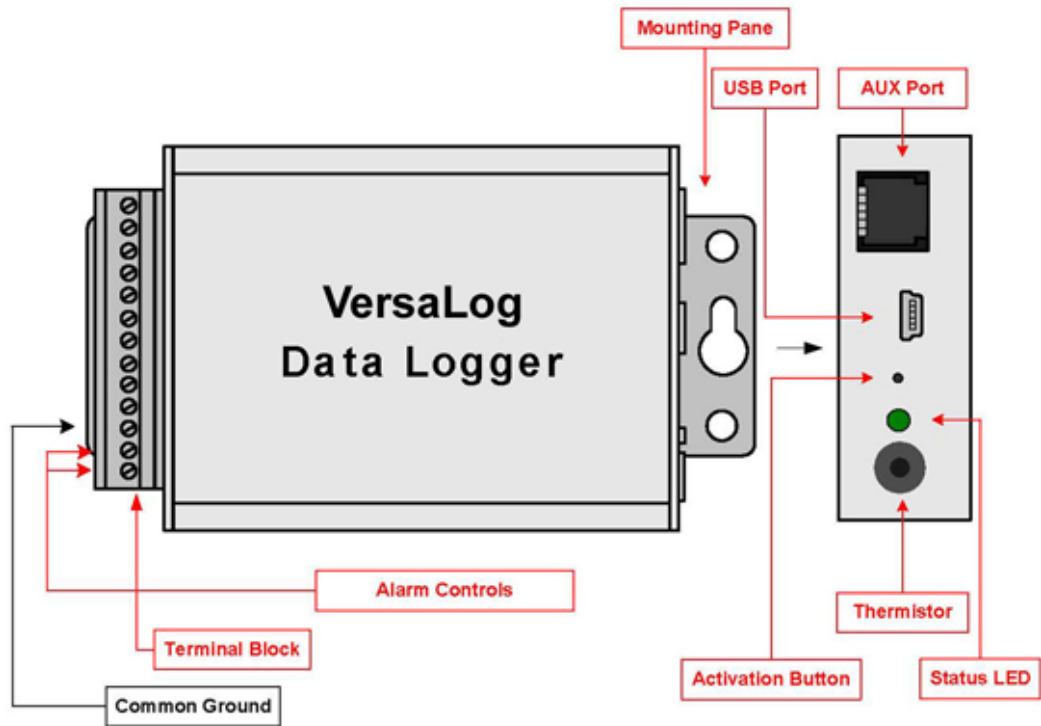 Mounting Pane
USB Port
AUX Port
VersaLog
Data Logger
Alarm Controls
Terminal Block
Common Ground
Thermistor
Activation Button
Status LED